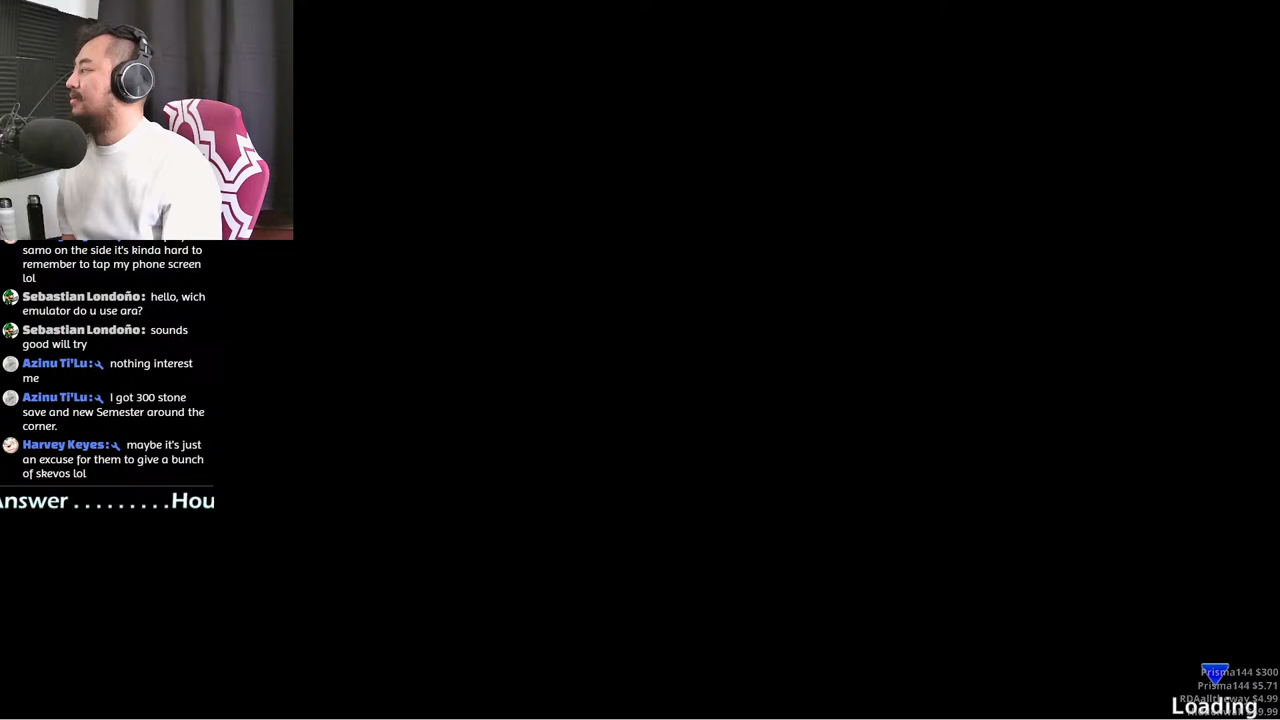 samo on the side it's kinda hard to
remember to tap my phone screen
lol
Sebastian Londoño: hello, wich
emulator do u use ara?
Sebastian Londoño: sounds
good will try
Azinu Ti'Lu: nothing interest
me
Azinu Ti'Lu: I got 300 stone
save and new Semester around the
corner.
Harvey Keyes: maybe it's just
an excuse for them to give a bunch
of skevos lol
Answer . . . . . . . . . Hou
Prisma144 $300
Prisma144 $5.71
RDAalltheway $4.99
Loading